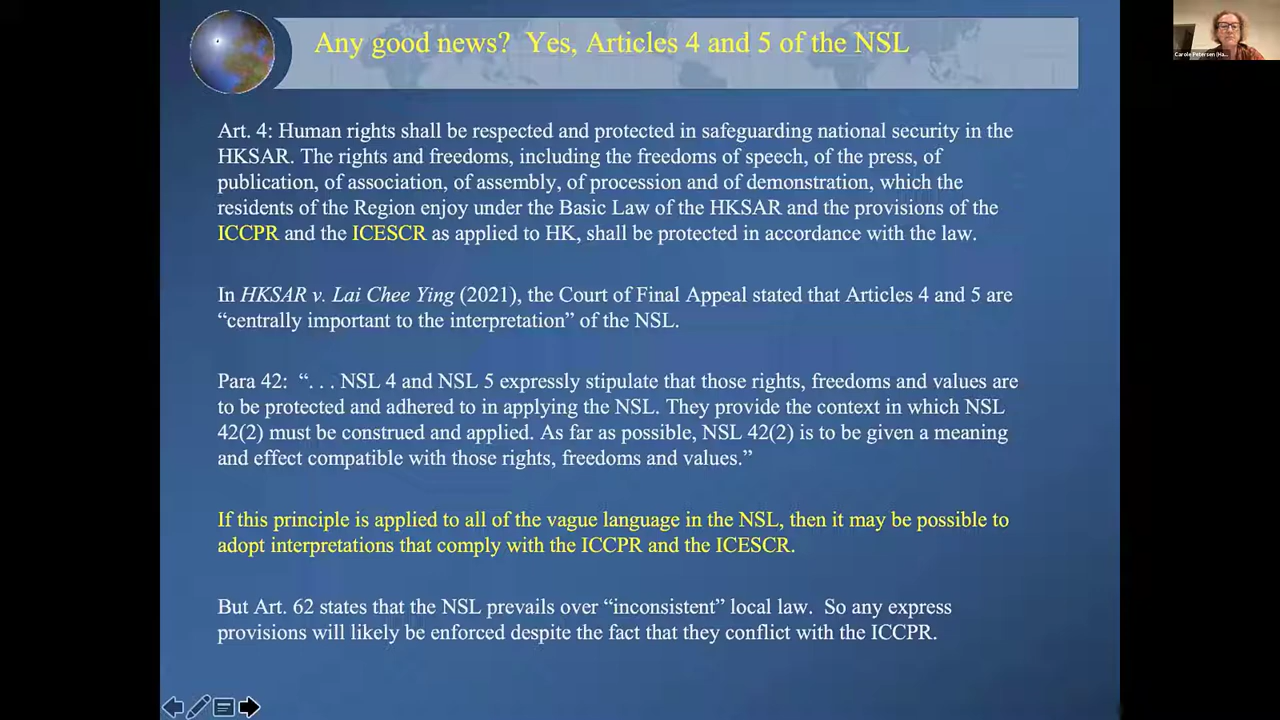 Any good news?  Yes, Articles 4 and 5 of the NSL
Carole Petersen (Ha...
Art. 4: Human rights shall be respected and protected in safeguarding national security in the
HKSAR. The rights and freedoms, including the freedoms of speech, of the press, of
publication, of association, of assembly, of procession and of demonstration, which the
residents of the Region enjoy under the Basic Law of the HKSAR and the provisions of the
ICCPR and the ICESCR as applied to HK, shall be protected in accordance with the law.
In HKSAR v. Lai Chee Ying (2021), the Court of Final Appeal stated that Articles 4 and 5 are
“centrally important to the interpretation” of the NSL.
Para 42:  “. . . NSL 4 and NSL 5 expressly stipulate that those rights, freedoms and values are
to be protected and adhered to in applying the NSL. They provide the context in which NSL
42(2) must be construed and applied. As far as possible, NSL 42(2) is to be given a meaning
and effect compatible with those rights, freedoms and values.”
If this principle is applied to all of the vague language in the NSL, then it may be possible to
adopt interpretations that comply with the ICCPR and the ICESCR.
But Art. 62 states that the NSL prevails over “inconsistent” local law.  So any express
provisions will likely be enforced despite the fact that they conflict with the ICCPR.